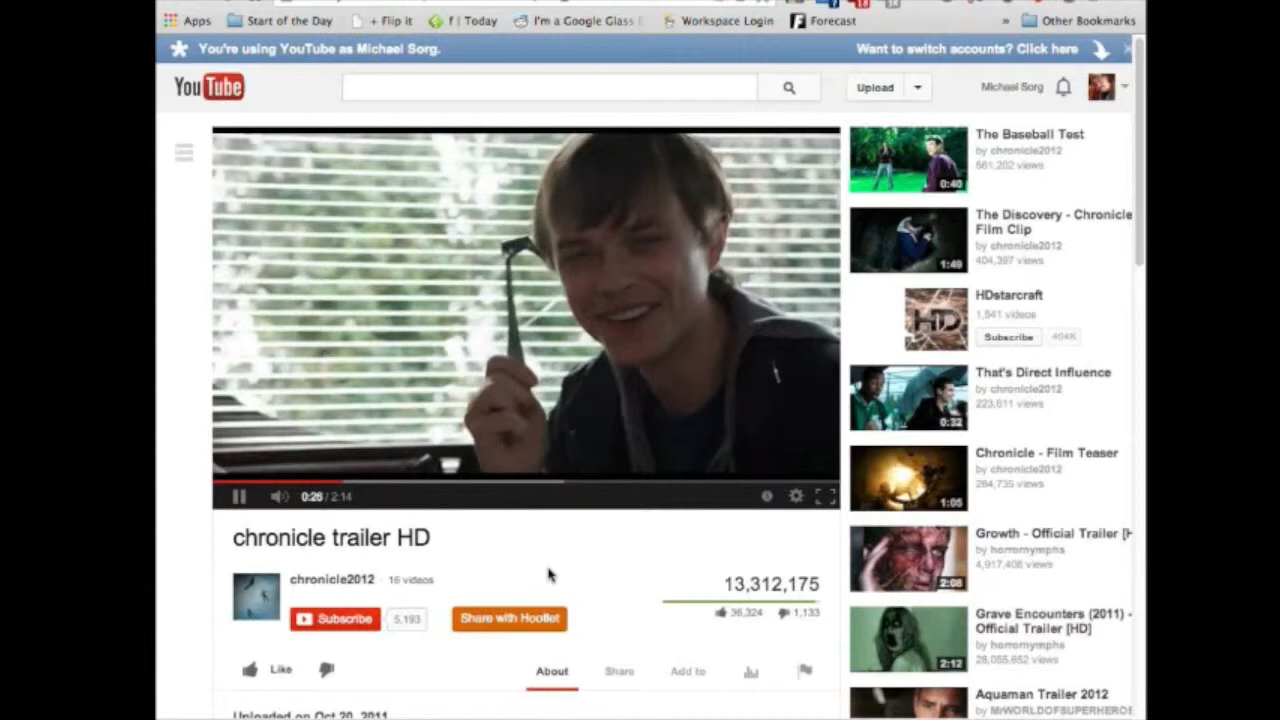 Apps
Start of the Day
+ Flip it
f | Today
I'm a Google Glass E
Workspace Login
Forecast
»
Other Bookmarks
You're using YouTube as Michael Sorg.
Want to switch accounts? Click here
YouTube
Upload
Michael Sorg
The Baseball Test
by chronicle2012
561,202 views
0:40
The Discovery - Chronicle
Film Clip
by chronicle2012
404,397 views
1:49
HDstarcraft
1,541 videos
HD
Subscribe
404K
That's Direct Influence
by chronicle2012
223,611 views
0:32
Chronicle - Film Teaser
by chronicle2012
284,735 views
1:05
0:26 / 2:14
Growth - Official Trailer [H
by horrornymphs
4,917,408 views
2:08
chronicle trailer HD
chronicle2012 · 16 videos
13,312,175
Subscribe
5,193
Share with Hootlet
36,324
1,133
Grave Encounters (2011) -
Official Trailer [HD]
by horrornymphs
28,055,652 views
2:12
Like
About
Share
Add to
Aquaman Trailer 2012
by MrWORLDOFSUPERHEROE
Uploaded on Oct 20, 2011